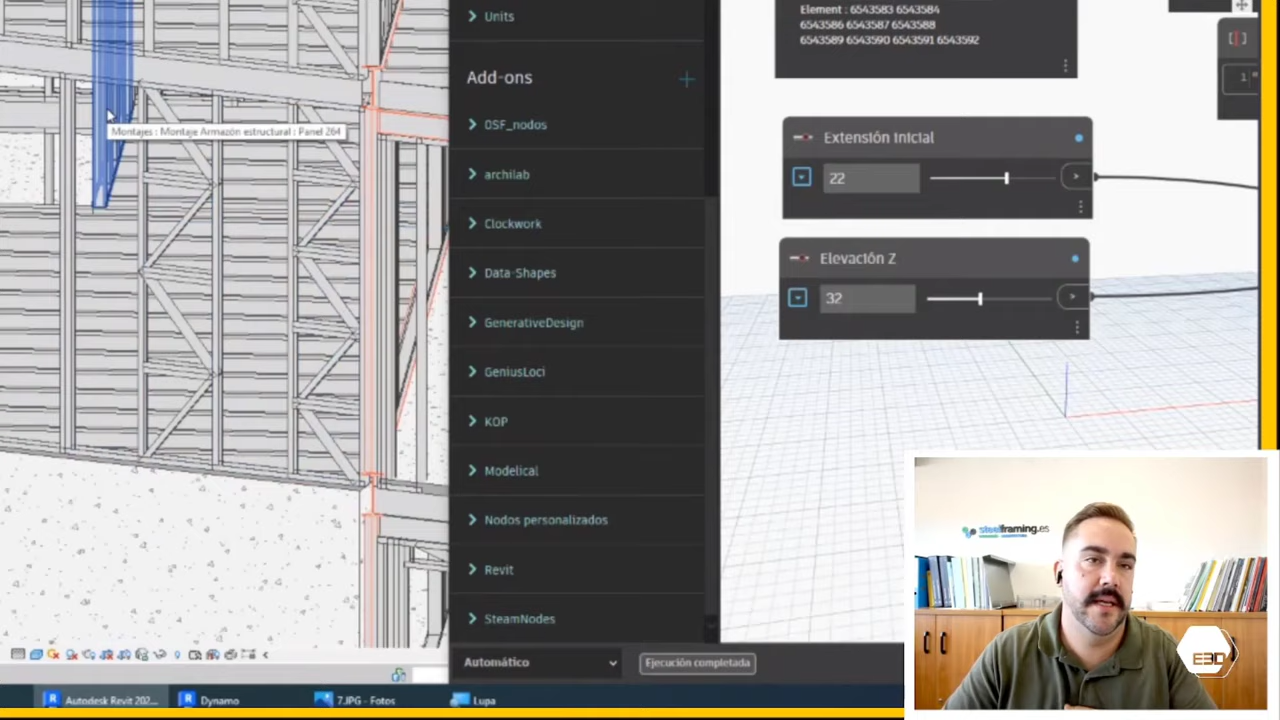 Units
Add-ons
OSF_nodos
archilab
Clockwork
Data-Shapes
GenerativeDesign
GeniusLoci
KOP
Modelical
Nodos personalizados
Revit
SteamNodes
Automático
Ejecución completada
Montajes : Montaje Armazón estructural : Panel 264
Element : 6543583 6543584
6543586 6543587 6543588
6543589 6543590 6543591 6543592
Extensión Inicial
22
>
Elevación Z
32
>
steelframing.es
E3D
Autodesk Revit 202...
Dynamo
7.JPG - Fotos
Lupa